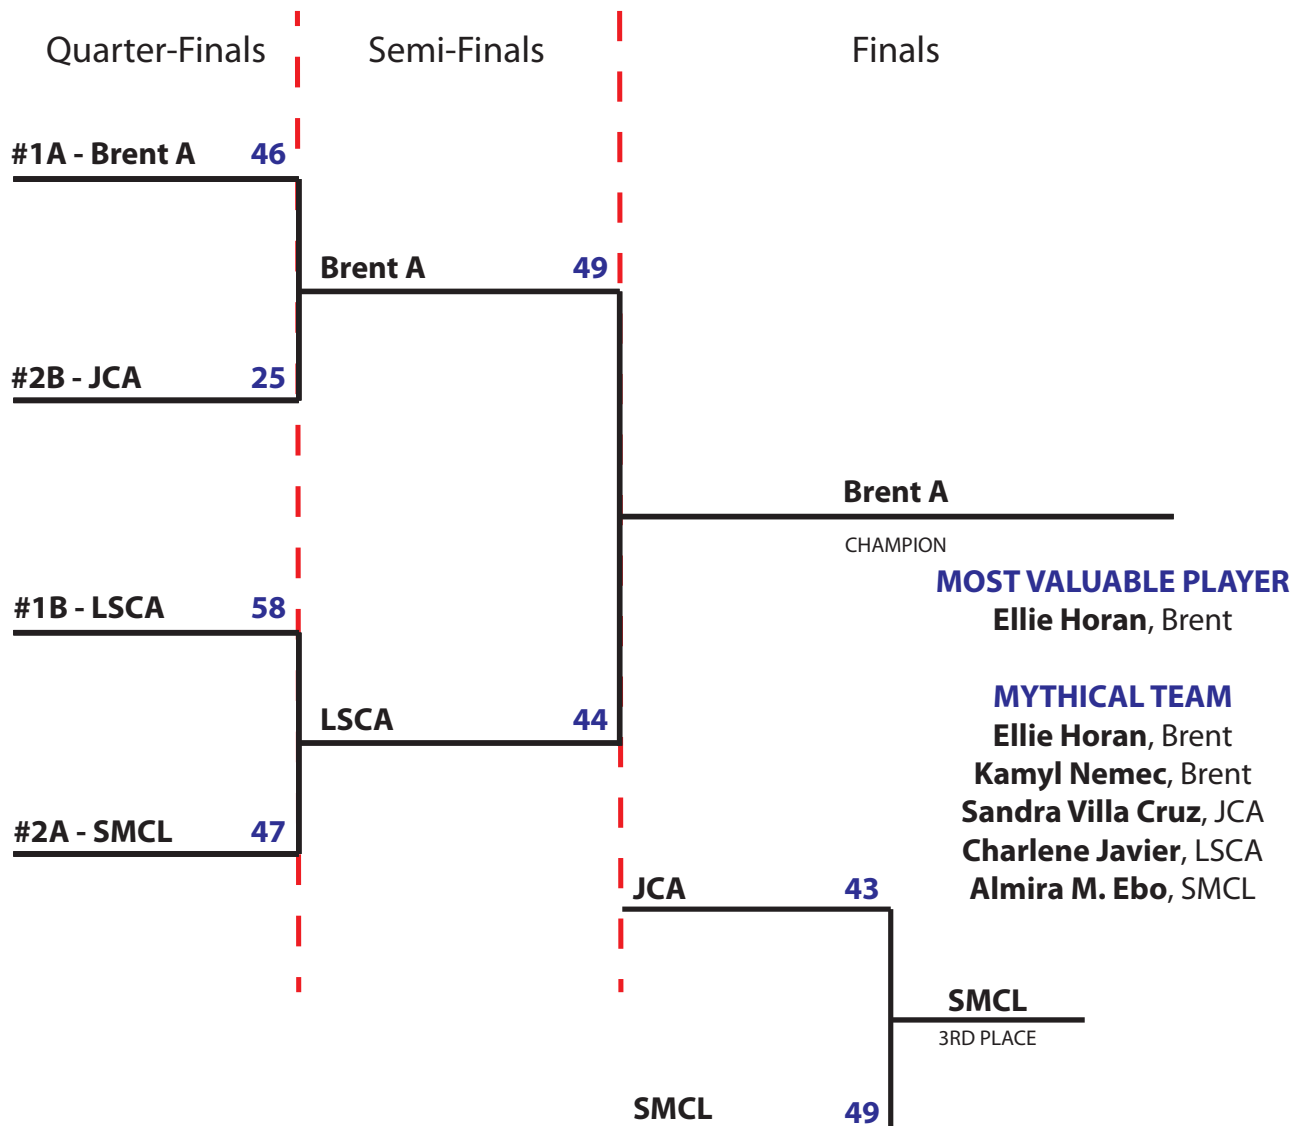 Quarter-Finals
Semi-Finals
Finals
#1A - Brent A 46
Brent A 49
#2B - JCA 25
Brent A
CHAMPION
MOST VALUABLE PLAYER
Ellie Horan, Brent
#1B - LSCA 58
MYTHICAL TEAM
Ellie Horan, Brent
Kamyl Nemec, Brent
Sandra Villa Cruz, JCA
Charlene Javier, LSCA
Almira M. Ebo, SMCL
LSCA 44
#2A - SMCL 47
JCA 43
SMCL
3RD PLACE
SMCL 49